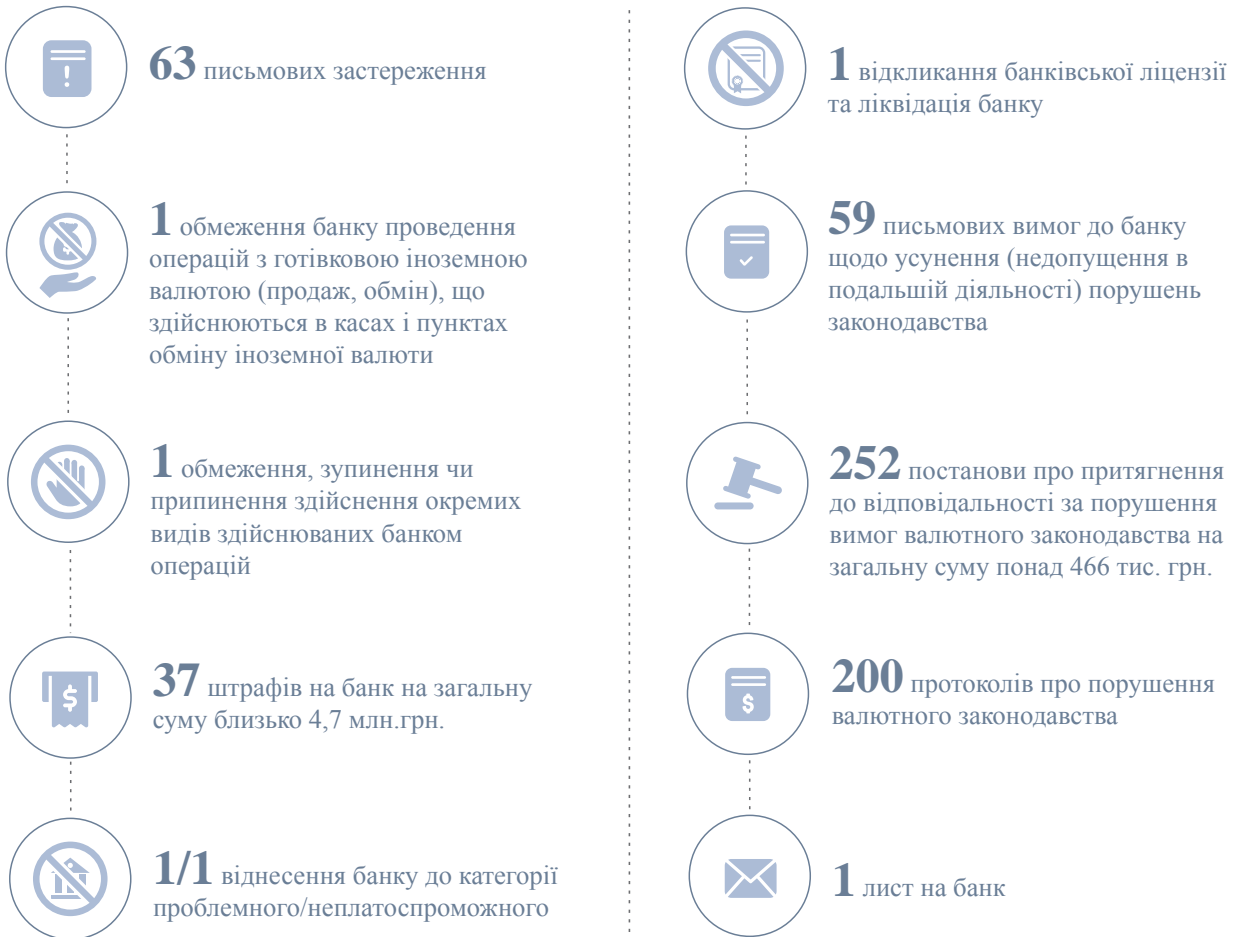 63 письмових застереження
1 обмеження банку проведення
операцій з готівковою іноземною
валютою (продаж, обмін), що
здійснюються в касах і пунктах
обміну іноземної валюти
1 обмеження, зупинення чи
припинення здійснення окремих
видів здійснюваних банком
операцій
37 штрафів на банк на загальну
суму близько 4,7 млн.грн.
1/1 віднесення банку до категорії
проблемного/неплатоспроможного
1 відкликання банківської ліцензії
та ліквідація банку
59 письмових вимог до банку
щодо усунення (недопущення в
подальшій діяльності) порушень
законодавства
252 постанови про притягнення
до відповідальності за порушення
вимог валютного законодавства на
загальну суму понад 466 тис. грн.
200 протоколів про порушення
валютного законодавства
1 лист на банк